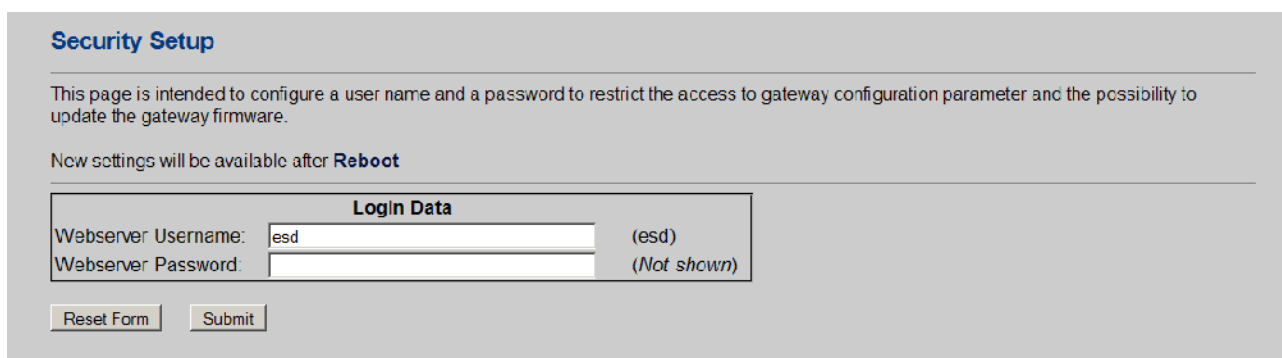 Security Setup
This page is intended to configure a user name and a password to restrict the access to gateway configuration parameter and the possibility to
update the gateway firmware.
New settings will be available after Reboot
Login Data
Webserver Username: esd (esd)
Webserver Password: (Not shown)
Reset Form Submit